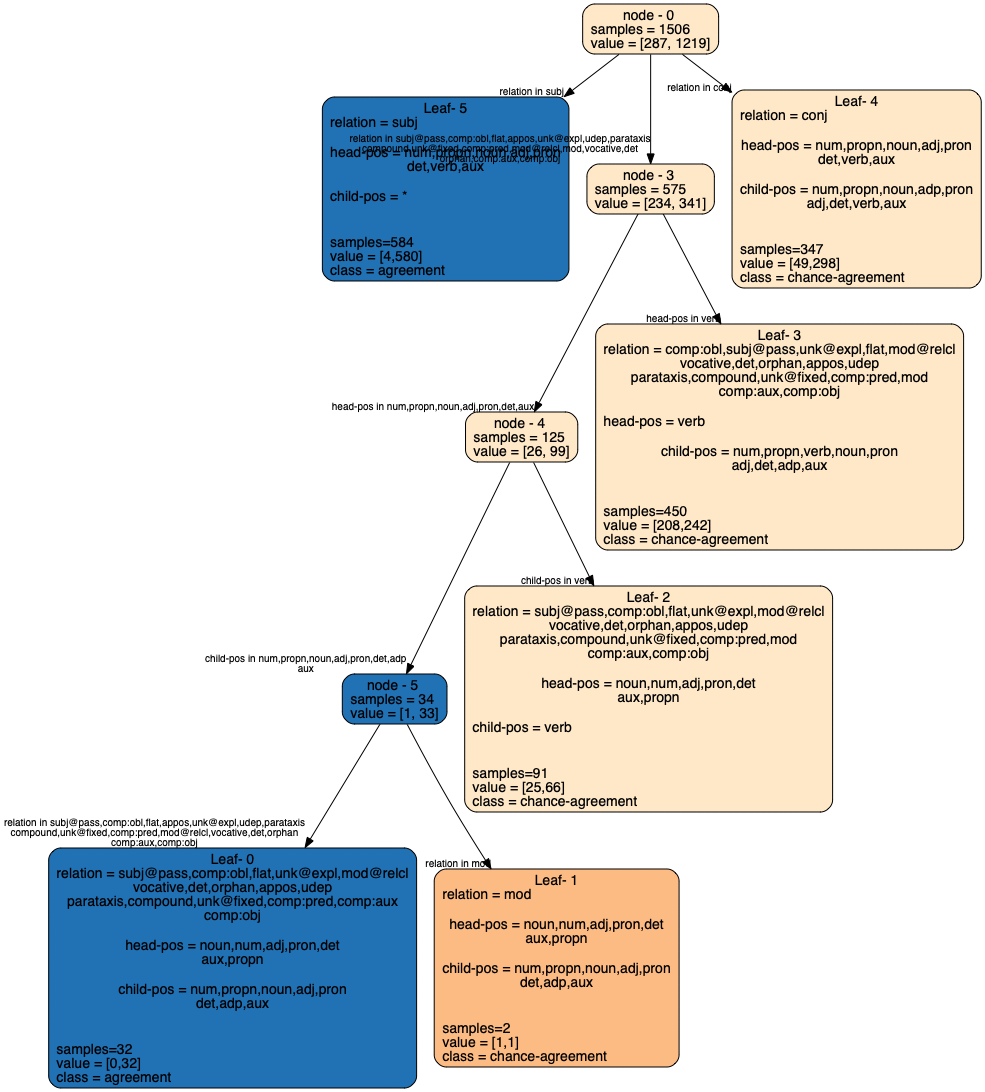 node - 0
samples = 1506
value = [287, 1219]
relation in subj
relation in conj
Leaf- 5
relation = subj
head-pos = num,propn,noun,adj,pron
det,verb,aux
child-pos = *
samples=584
value = [4,580]
class = agreement
relation in subj@pass,comp:obl,flat,appos,unk@expl,udep,parataxis
compound,unk@fixed,comp:pred,mod@relcl,mod,vocative,det
orphan,comp:aux,comp:obj
node - 3
samples = 575
value = [234, 341]
Leaf- 4
relation = conj
head-pos = num,propn,noun,adj,pron
det,verb,aux
child-pos = num,propn,noun,adp,pron
adj,det,verb,aux
samples=347
value = [49,298]
class = chance-agreement
head-pos in verb
Leaf- 3
relation = comp:obl,subj@pass,unk@expl,flat,mod@relcl
vocative,det,orphan,appos,udep
parataxis,compound,unk@fixed,comp:pred,mod
comp:aux,comp:obj
head-pos = verb
child-pos = num,propn,verb,noun,pron
adj,det,adp,aux
samples=450
value = [208,242]
class = chance-agreement
head-pos in num,propn,noun,adj,pron,det,aux
node - 4
samples = 125
value = [26, 99]
child-pos in verb
Leaf- 2
relation = subj@pass,comp:obl,flat,unk@expl,mod@relcl
vocative,det,orphan,appos,udep
parataxis,compound,unk@fixed,comp:pred,mod
comp:aux,comp:obj
head-pos = noun,num,adj,pron,det
aux,propn
child-pos = verb
samples=91
value = [25,66]
class = chance-agreement
child-pos in num,propn,noun,adj,pron,det,adp
aux
node - 5
samples = 34
value = [1, 33]
relation in subj@pass,comp:obl,flat,appos,unk@expl,udep,parataxis
compound,unk@fixed,comp:pred,mod@relcl,vocative,det,orphan
comp:aux,comp:obj
Leaf- 0
relation = subj@pass,comp:obl,flat,unk@expl,mod@relcl
vocative,det,orphan,appos,udep
parataxis,compound,unk@fixed,comp:pred,comp:aux
comp:obj
head-pos = noun,num,adj,pron,det
aux,propn
child-pos = num,propn,noun,adj,pron
det,adp,aux
samples=32
value = [0,32]
class = agreement
relation in mod
Leaf- 1
relation = mod
head-pos = noun,num,adj,pron,det
aux,propn
child-pos = num,propn,noun,adj,pron
det,adp,aux
samples=2
value = [1,1]
class = chance-agreement